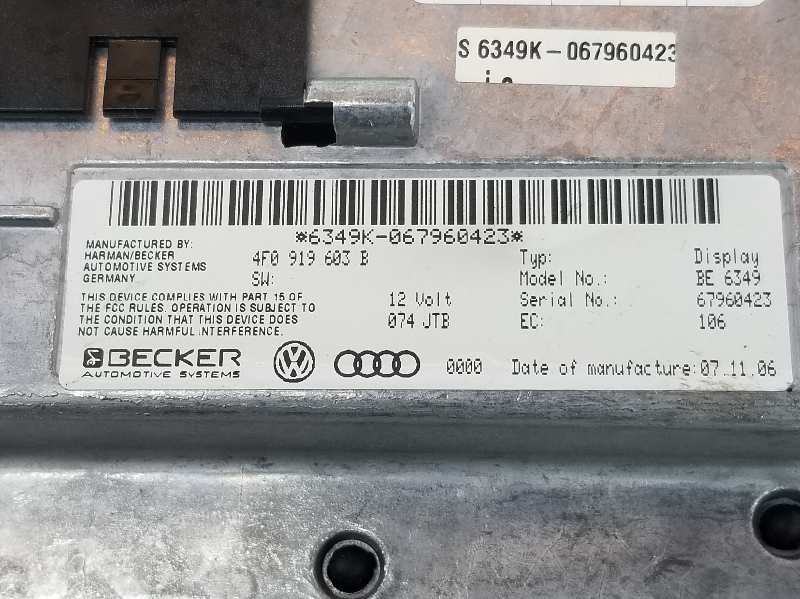 S 6349K-067960423
*6349K-067960423*
MANUFACTURED BY:
HARMAN/BECKER
AUTOMOTIVE SYSTEMS
GERMANY
4F0 919 603 B
SW:
Typ: Display
Model No.: BE 6349
THIS DEVICE COMPLIES WITH PART 15 OF
THE FCC RULES. OPERATION IS SUBJECT TO
THE CONDITION THAT THIS DEVICE DOES
NOT CAUSE HARMFUL INTERFERENCE.
12 Volt
074 JTB
Serial No.: 67960423
EC: 106
BECKER
AUTOMOTIVE SYSTEMS
VW
0000
Date of manufacture: 07.11.06